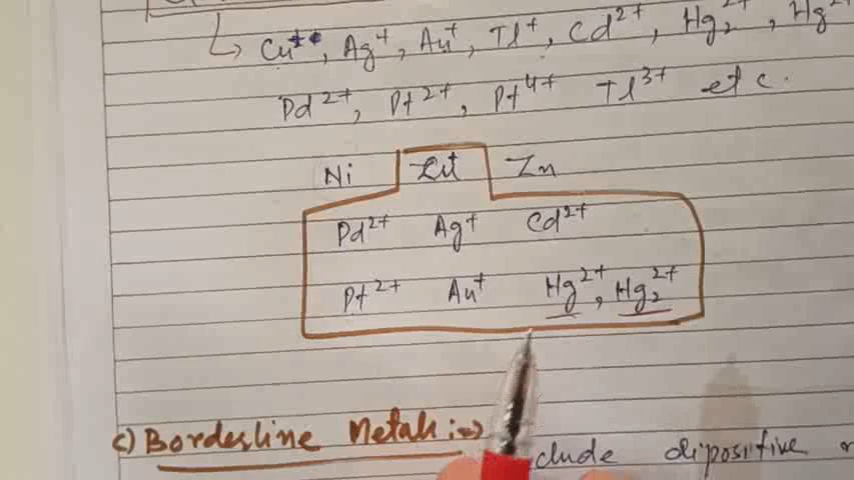 Cu⁺⁺, Ag⁺, Au⁺, Tl⁺, Cd²⁺, Hg₂²⁺, Hg²⁺
Pd²⁺, Pt²⁺, Pt⁴⁺ Tl³⁺ etc.
Ni Cu⁺ Zn
Pd²⁺ Ag⁺ Cd²⁺
Pt²⁺ Au⁺ Hg²⁺, Hg₂²⁺
c) Borderline Metals :⇒ clude dipositive